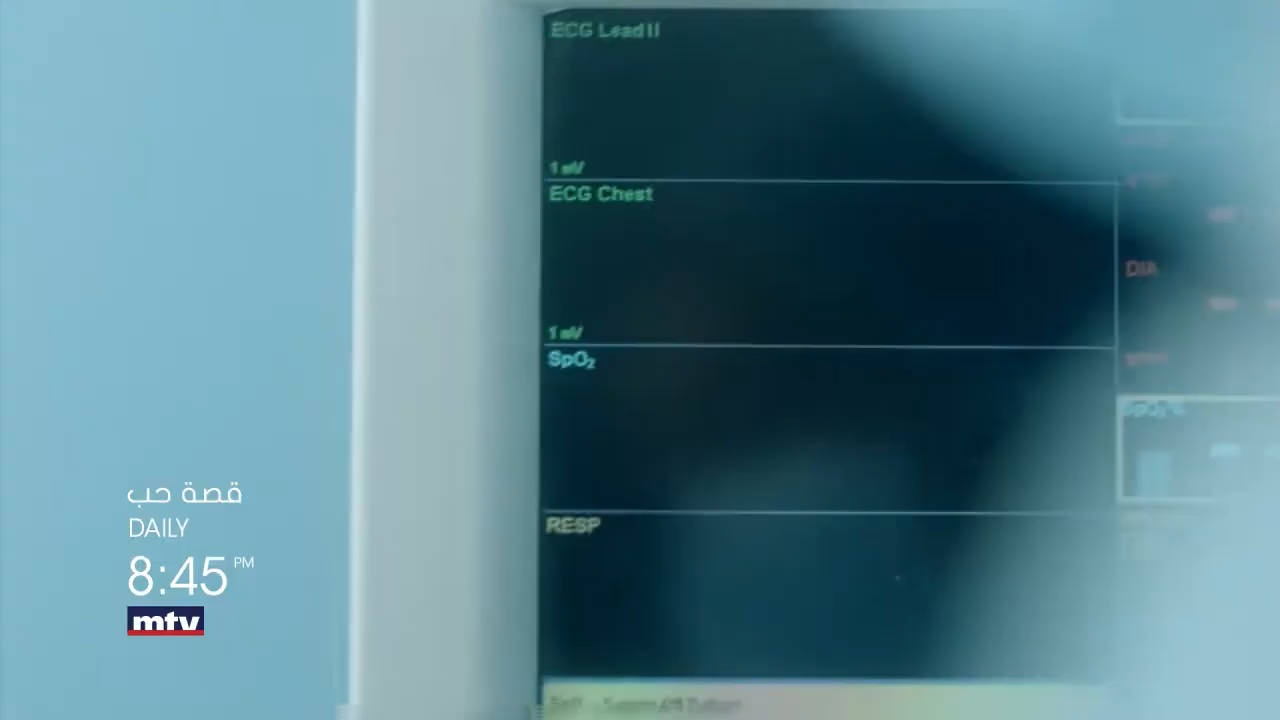 ECG Lead II
1 mV
ECG Chest
1 mV
SpO₂
RESP
DIA
SpO₂%
قصة حب
DAILY
8:45 PM
mtv